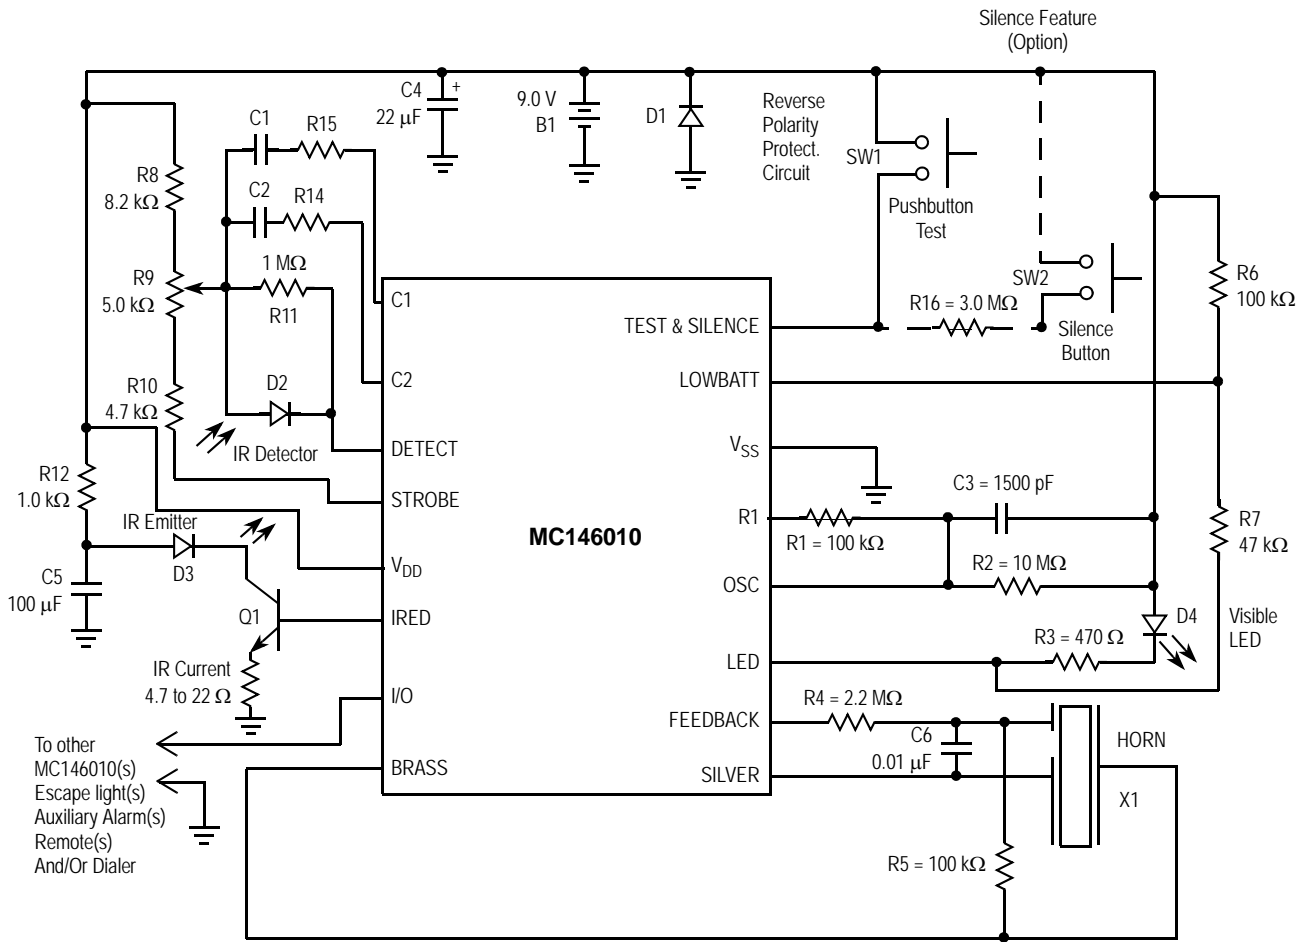 Silence Feature
(Option)
C4
+
22 μF
9.0 V
B1
D1
Reverse
Polarity
Protect.
Circuit
SW1
Pushbutton
Test
C1
R15
R8
8.2 kΩ
C2
R14
R9
5.0 kΩ
1 MΩ
R11
SW2
Silence
Button
R6
100 kΩ
R16 = 3.0 MΩ
C1
TEST & SILENCE
R10
4.7 kΩ
D2
C2
LOWBATT
IR Detector
DETECT
VSS
R12
1.0 kΩ
STROBE
C3 = 1500 pF
IR Emitter
D3
MC146010
R1
R1 = 100 kΩ
R7
47 kΩ
C5
100 μF
VDD
OSC
R2 = 10 MΩ
Q1
IRED
D4
Visible
LED
IR Current
4.7 to 22 Ω
LED
R3 = 470 Ω
I/O
R4 = 2.2 MΩ
FEEDBACK
C6
0.01 μF
HORN
To other
MC146010(s)
Escape light(s)
Auxiliary Alarm(s)
Remote(s)
And/Or Dialer
BRASS
SILVER
X1
R5 = 100 kΩ